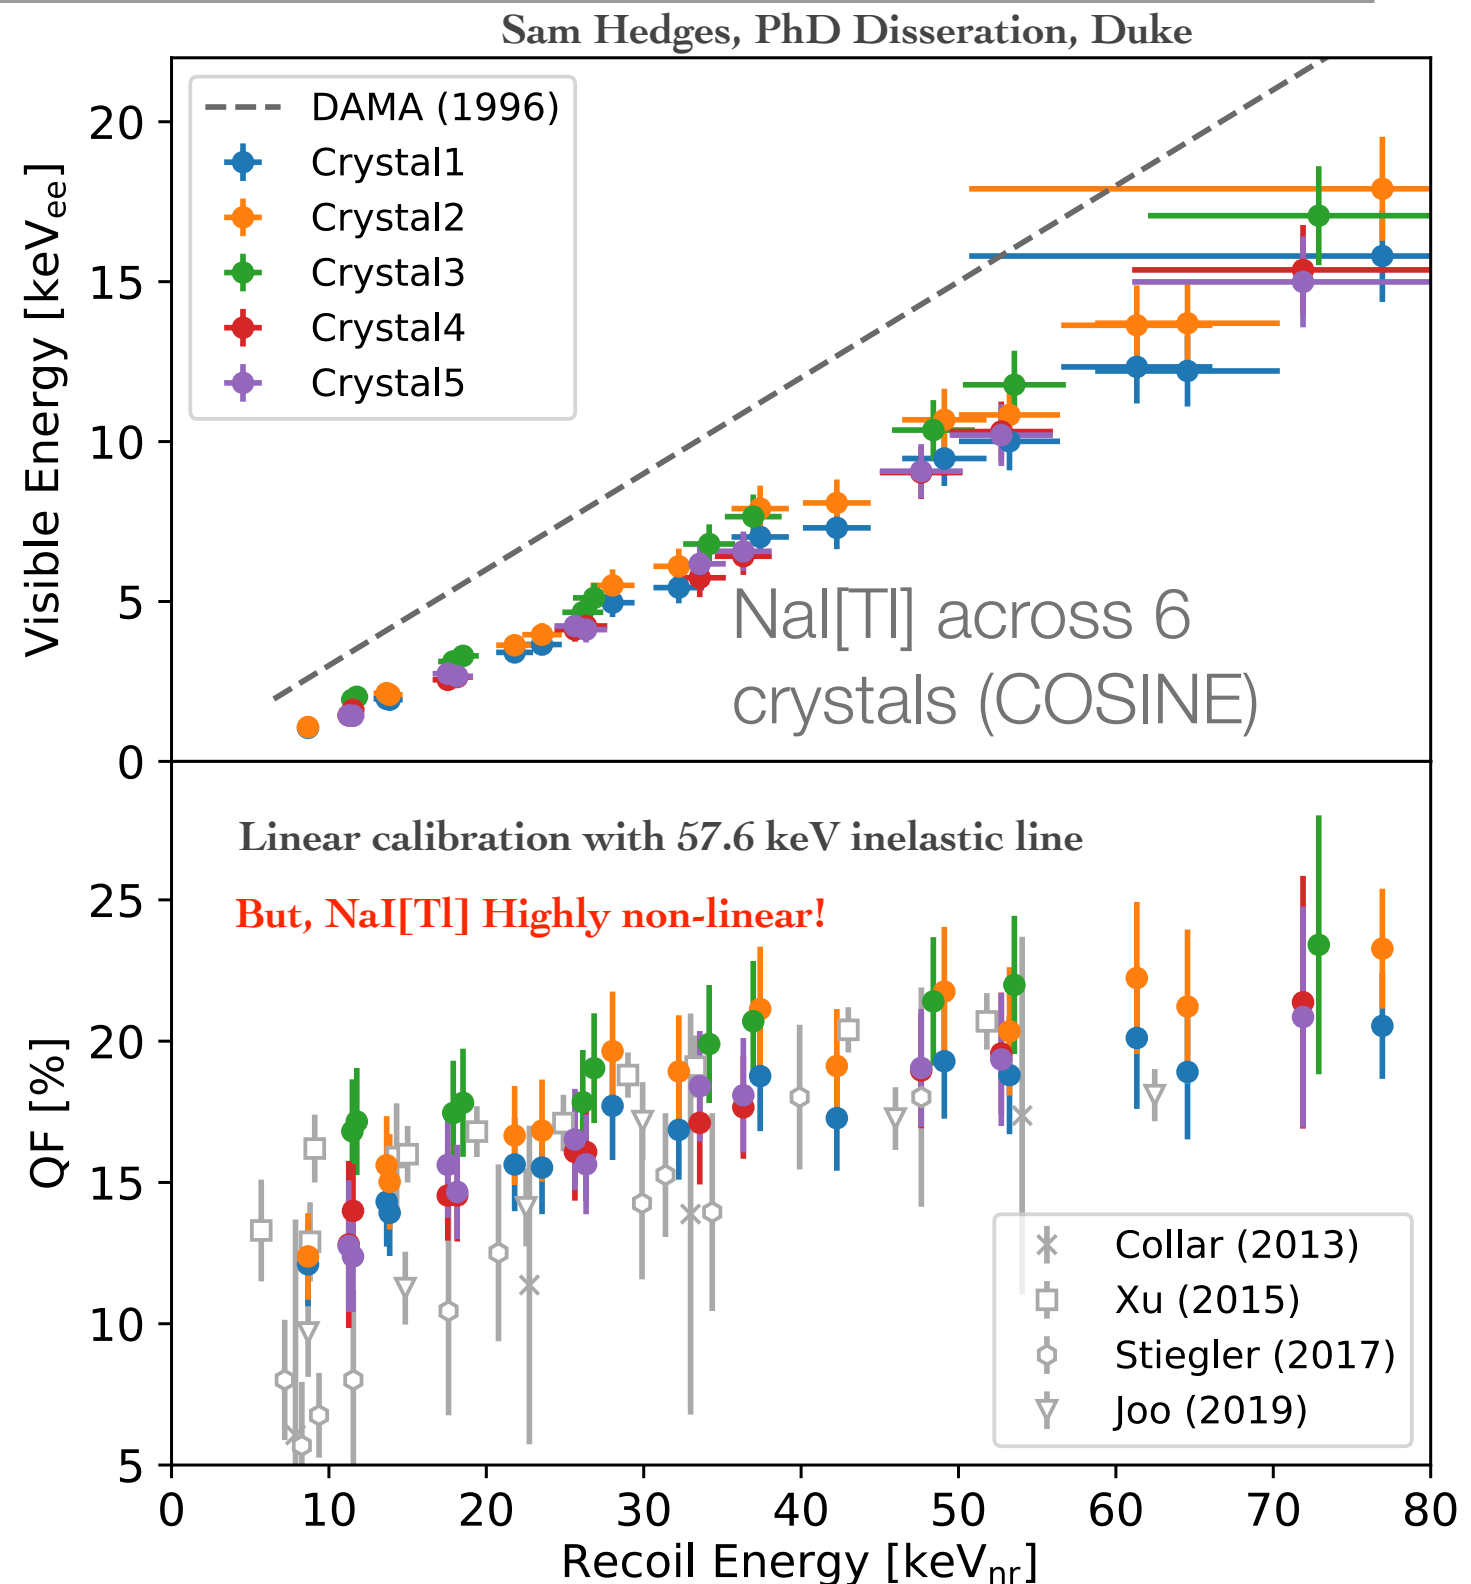 Sam Hedges, PhD Disseration, Duke
DAMA (1996)
Crystal1
Crystal2
Crystal3
Crystal4
Crystal5
Visible Energy [keVee]
20
15
10
5
0
NaI[Tl] across 6
crystals (COSINE)
Linear calibration with 57.6 keV inelastic line
But, NaI[Tl] Highly non-linear!
QF [%]
25
20
15
10
5
Collar (2013)
Xu (2015)
Stiegler (2017)
Joo (2019)
0 10 20 30 40 50 60 70 80
Recoil Energy [keVnr]